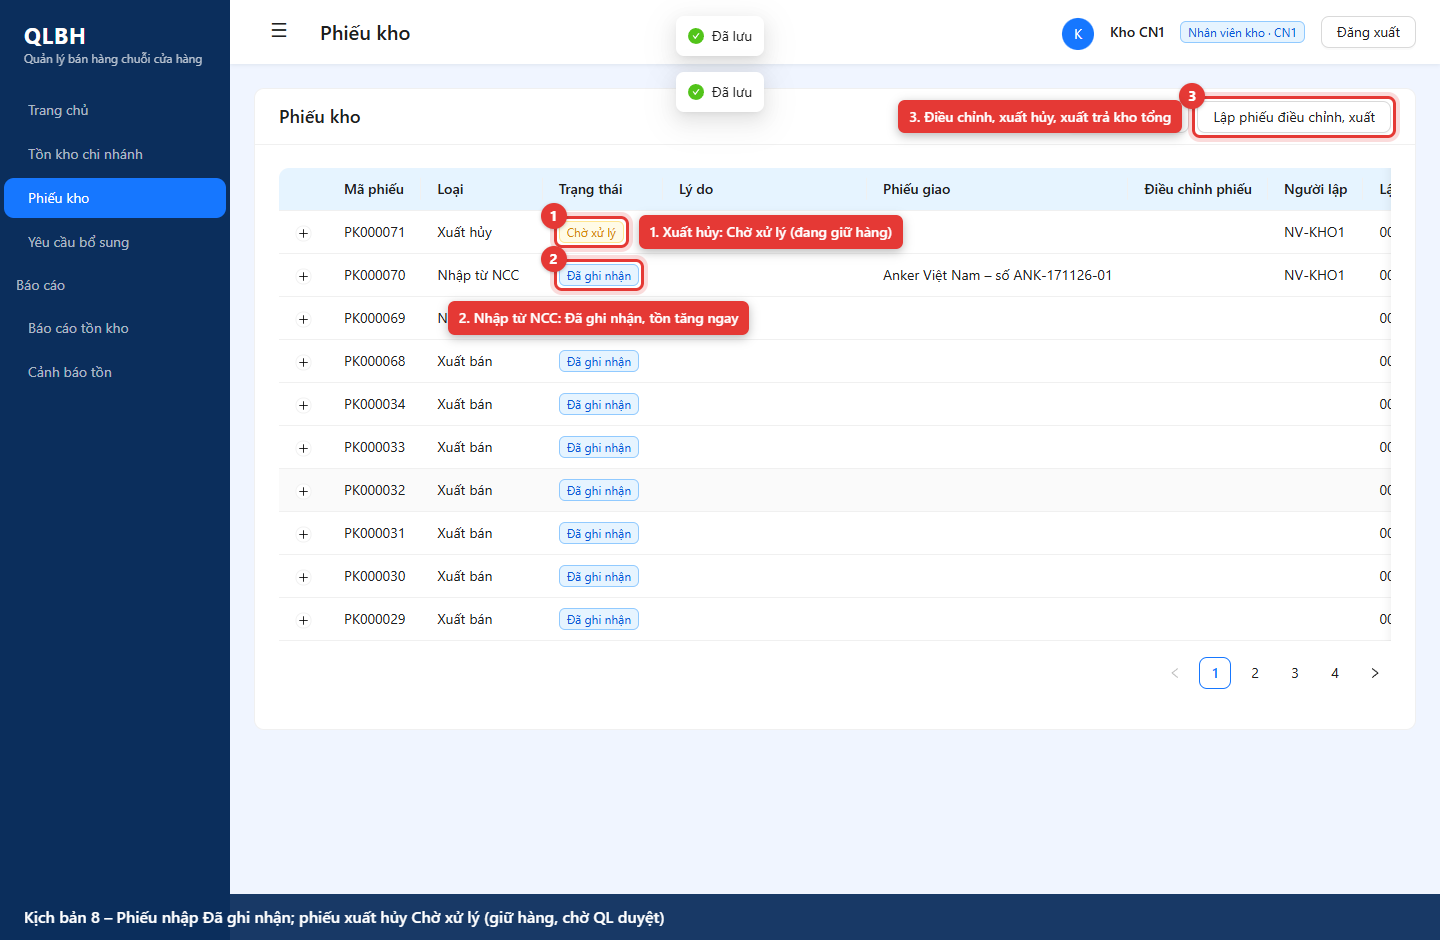 QLBH
Quản lý bán hàng chuỗi cửa hàng
Trang chủ
Tồn kho chi nhánh
Phiếu kho
Yêu cầu bổ sung
Báo cáo
Báo cáo tồn kho
Cảnh báo tồn
☰ Phiếu kho
Đã lưu
Đã lưu
K Kho CN1 Nhân viên kho · CN1 Đăng xuất
Phiếu kho
3. Điều chỉnh, xuất hủy, xuất trả kho tổng
3
Lập phiếu điều chỉnh, xuất
Mã phiếu Loại Trạng thái Lý do Phiếu giao Điều chỉnh phiếu Người lập
+ PK000071 Xuất hủy 1 Chờ xử lý 1. Xuất hủy: Chờ xử lý (đang giữ hàng) NV-KHO1
+ PK000070 Nhập từ NCC 2 Đã ghi nhận Anker Việt Nam – số ANK-171126-01 NV-KHO1
+ PK000069 2. Nhập từ NCC: Đã ghi nhận, tồn tăng ngay
+ PK000068 Xuất bán Đã ghi nhận
+ PK000034 Xuất bán Đã ghi nhận
+ PK000033 Xuất bán Đã ghi nhận
+ PK000032 Xuất bán Đã ghi nhận
+ PK000031 Xuất bán Đã ghi nhận
+ PK000030 Xuất bán Đã ghi nhận
+ PK000029 Xuất bán Đã ghi nhận
< 1 2 3 4 >
Kịch bản 8 – Phiếu nhập Đã ghi nhận; phiếu xuất hủy Chờ xử lý (giữ hàng, chờ QL duyệt)